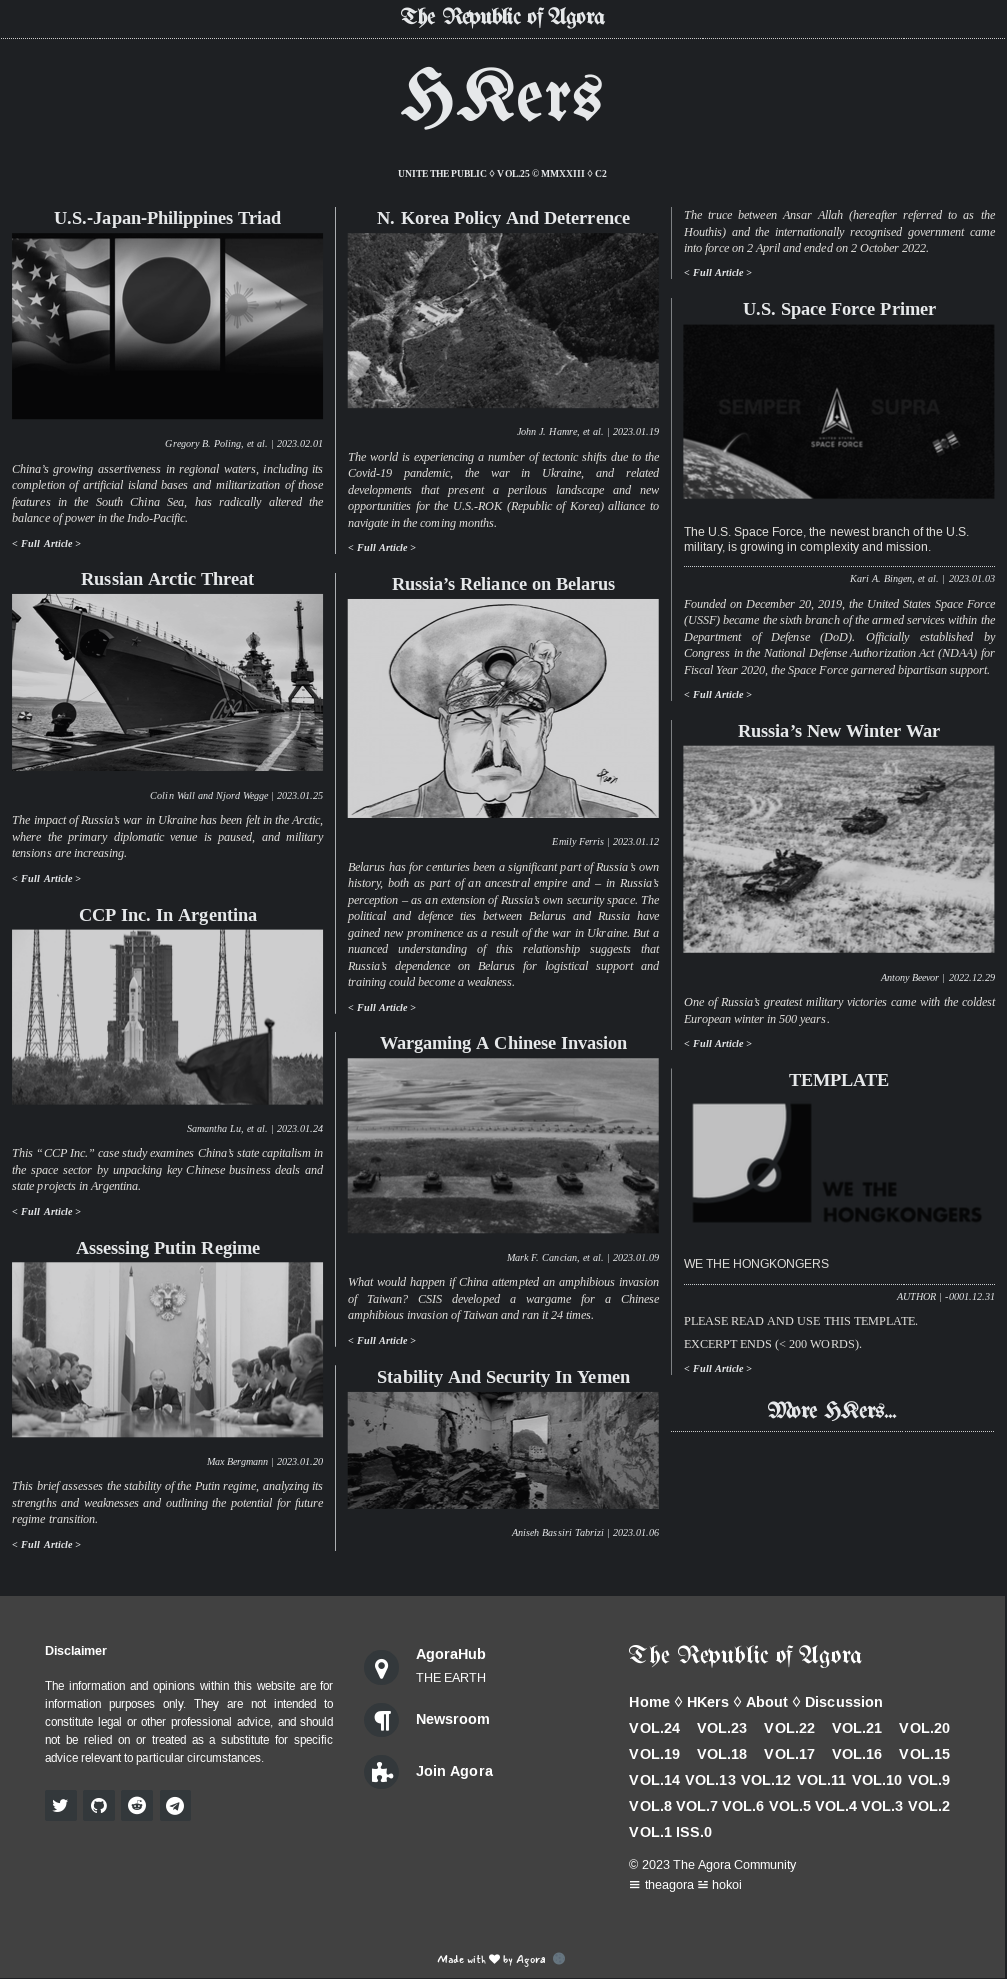 The Republic of Agora
HKers
UNITE THE PUBLIC ◊ VOL.25 © MMXXIII ◊ C2
U.S.-Japan-Philippines Triad
Gregory B. Poling, et al. | 2023.02.01
China’s growing assertiveness in regional waters, including its
completion of artificial island bases and militarization of those
features in the South China Sea, has radically altered the
balance of power in the Indo-Pacific.
< Full Article >
Russian Arctic Threat
Colin Wall and Njord Wegge | 2023.01.25
The impact of Russia’s war in Ukraine has been felt in the Arctic,
where the primary diplomatic venue is paused, and military
tensions are increasing.
< Full Article >
CCP Inc. In Argentina
Samantha Lu, et al. | 2023.01.24
This “CCP Inc.” case study examines China’s state capitalism in
the space sector by unpacking key Chinese business deals and
state projects in Argentina.
< Full Article >
Assessing Putin Regime
Max Bergmann | 2023.01.20
This brief assesses the stability of the Putin regime, analyzing its
strengths and weaknesses and outlining the potential for future
regime transition.
< Full Article >
N. Korea Policy And Deterrence
John J. Hamre, et al. | 2023.01.19
The world is experiencing a number of tectonic shifts due to the
Covid-19 pandemic, the war in Ukraine, and related
developments that present a perilous landscape and new
opportunities for the U.S.-ROK (Republic of Korea) alliance to
navigate in the coming months.
< Full Article >
Russia’s Reliance on Belarus
Emily Ferris | 2023.01.12
Belarus has for centuries been a significant part of Russia’s own
history, both as part of an ancestral empire and – in Russia’s
perception – as an extension of Russia’s own security space. The
political and defence ties between Belarus and Russia have
gained new prominence as a result of the war in Ukraine. But a
nuanced understanding of this relationship suggests that
Russia’s dependence on Belarus for logistical support and
training could become a weakness.
< Full Article >
Wargaming A Chinese Invasion
Mark F. Cancian, et al. | 2023.01.09
What would happen if China attempted an amphibious invasion
of Taiwan? CSIS developed a wargame for a Chinese
amphibious invasion of Taiwan and ran it 24 times.
< Full Article >
Stability And Security In Yemen
Aniseh Bassiri Tabrizi | 2023.01.06
The truce between Ansar Allah (hereafter referred to as the
Houthis) and the internationally recognised government came
into force on 2 April and ended on 2 October 2022.
< Full Article >
U.S. Space Force Primer
SEMPER SUPRA
UNITED STATES
SPACE FORCE
The U.S. Space Force, the newest branch of the U.S.
military, is growing in complexity and mission.
Kari A. Bingen, et al. | 2023.01.03
Founded on December 20, 2019, the United States Space Force
(USSF) became the sixth branch of the armed services within the
Department of Defense (DoD). Officially established by
Congress in the National Defense Authorization Act (NDAA) for
Fiscal Year 2020, the Space Force garnered bipartisan support.
< Full Article >
Russia’s New Winter War
Antony Beevor | 2022.12.29
One of Russia’s greatest military victories came with the coldest
European winter in 500 years.
< Full Article >
TEMPLATE
WE THE
HONGKONGERS
WE THE HONGKONGERS
AUTHOR | -0001.12.31
PLEASE READ AND USE THIS TEMPLATE.
EXCERPT ENDS (< 200 WORDS).
< Full Article >
More HKers...
Disclaimer
The information and opinions within this website are for
information purposes only. They are not intended to
constitute legal or other professional advice, and should
not be relied on or treated as a substitute for specific
advice relevant to particular circumstances.
AgoraHub
THE EARTH
Newsroom
Join Agora
The Republic of Agora
Home ◊ HKers ◊ About ◊ Discussion
VOL.24 VOL.23 VOL.22 VOL.21 VOL.20
VOL.19 VOL.18 VOL.17 VOL.16 VOL.15
VOL.14 VOL.13 VOL.12 VOL.11 VOL.10 VOL.9
VOL.8 VOL.7 VOL.6 VOL.5 VOL.4 VOL.3 VOL.2
VOL.1 ISS.0
© 2023 The Agora Community
𝌆 theagora 𝌎 hokoi
Made with ♥ by Agora